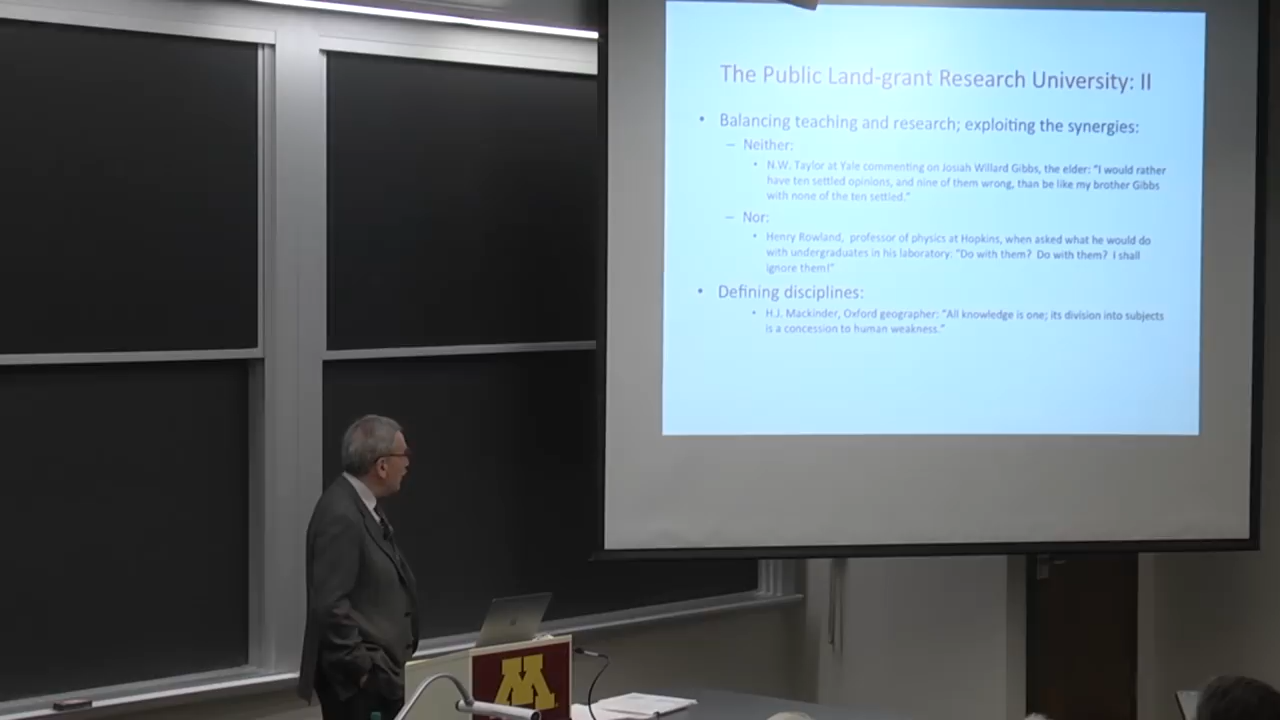 The Public Land-grant Research University: II
• Balancing teaching and research; exploiting the synergies:
– Neither:
• N.W. Taylor at Yale commenting on Josiah Willard Gibbs, the elder: "I would rather
have ten settled opinions, and nine of them wrong, than be like my brother Gibbs
with none of the ten settled."
– Nor:
• Henry Rowland, professor of physics at Hopkins, when asked what he would do
with undergraduates in his laboratory: "Do with them? Do with them? I shall
ignore them!"
• Defining disciplines:
• H.J. Mackinder, Oxford geographer: "All knowledge is one; its division into subjects
is a concession to human weakness."
M